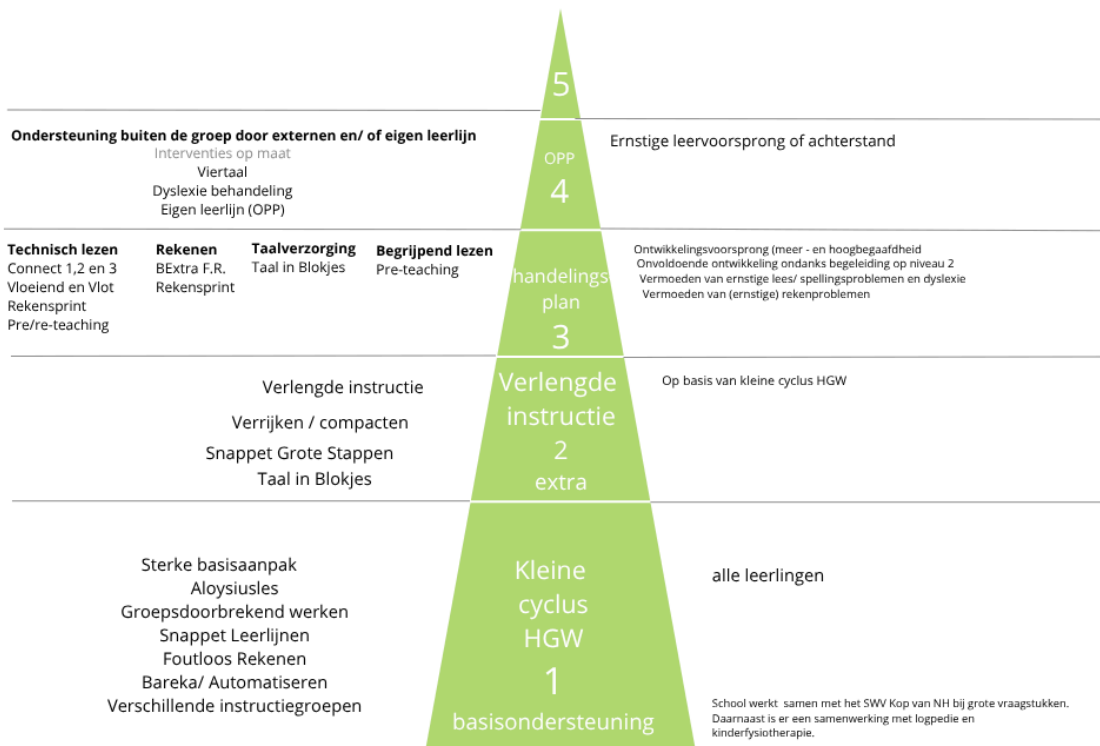 5
Ondersteuning buiten de groep door externen en/ of eigen leerlijn
Interventies op maat
Viertaal
Dyslexie behandeling
Eigen leerlijn (OPP)
OPP
4
Ernstige leervoorsprong of achterstand
Technisch lezen
Connect 1,2 en 3
Vloeiend en Vlot
Rekensprint
Pre/re-teaching
Rekenen
BExtra F.R.
Rekensprint
Taalverzorging
Taal in Blokjes
Begrijpend lezen
Pre-teaching
handelings
plan
3
Ontwikkelingsvoorsprong (meer - en hoogbegaafdheid
Onvoldoende ontwikkeling ondanks begeleiding op niveau 2
Vermoeden van ernstige lees/ spellingsproblemen en dyslexie
Vermoeden van (ernstige) rekenproblemen
Verlengde instructie
Verrijken / compacten
Snappet Grote Stappen
Taal in Blokjes
Verlengde
instructie
2
extra
Op basis van kleine cyclus HGW
Sterke basisaanpak
Aloysiusles
Groepsdoorbrekend werken
Snappet Leerlijnen
Foutloos Rekenen
Bareka/ Automatiseren
Verschillende instructiegroepen
Kleine
cyclus
HGW
1
basisondersteuning
alle leerlingen
School werkt samen met het SWV Kop van NH bij grote vraagstukken.
Daarnaast is er een samenwerking met logpedie en
kinderfysiotherapie.